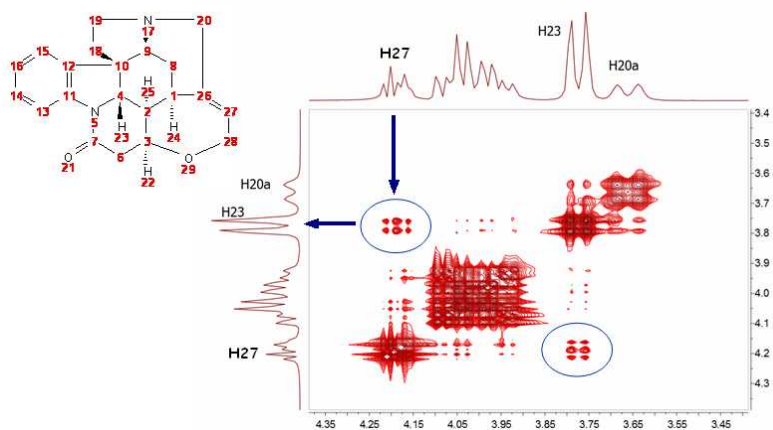 19 N 20
17
18 9
15 H 8
16 12 10 25 26
14 11 4 2 1 27
13 N H H
5 23 24 28
7 6 3 O
O H 29
21 22
H27
H23
H20a
H20a
H23
H27
3.4
3.5
3.6
3.7
3.8
3.9
4.0
4.1
4.2
4.3
4.35 4.25 4.15 4.05 3.95 3.85 3.75 3.65 3.55 3.45